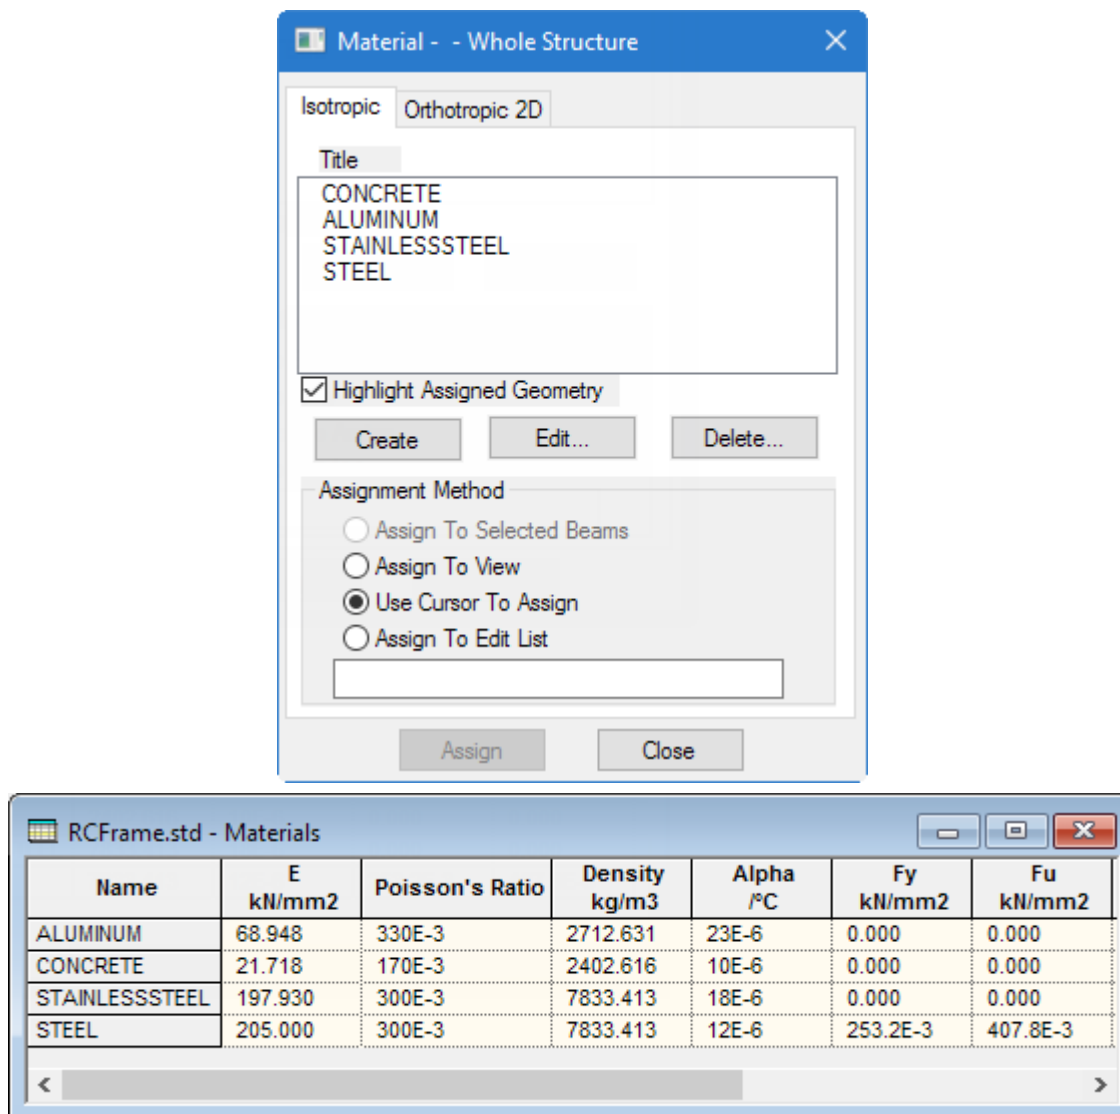 Material - - Whole Structure
Isotropic Orthotropic 2D
Title
CONCRETE
ALUMINUM
STAINLESSSTEEL
STEEL
Highlight Assigned Geometry
Create Edit... Delete...
Assignment Method
Assign To Selected Beams
Assign To View
Use Cursor To Assign
Assign To Edit List
Assign Close
RCFrame.std - Materials
Name E kN/mm2 Poisson's Ratio Density kg/m3 Alpha /°C Fy kN/mm2 Fu kN/mm2
ALUMINUM 68.948 330E-3 2712.631 23E-6 0.000 0.000
CONCRETE 21.718 170E-3 2402.616 10E-6 0.000 0.000
STAINLESSSTEEL 197.930 300E-3 7833.413 18E-6 0.000 0.000
STEEL 205.000 300E-3 7833.413 12E-6 253.2E-3 407.8E-3